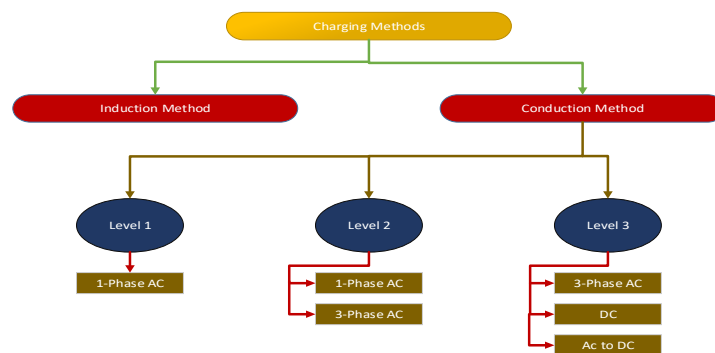 Charging Methods
Induction Method
Conduction Method
Level 1
Level 2
Level 3
1-Phase AC
1-Phase AC
3-Phase AC
3-Phase AC
DC
Ac to DC